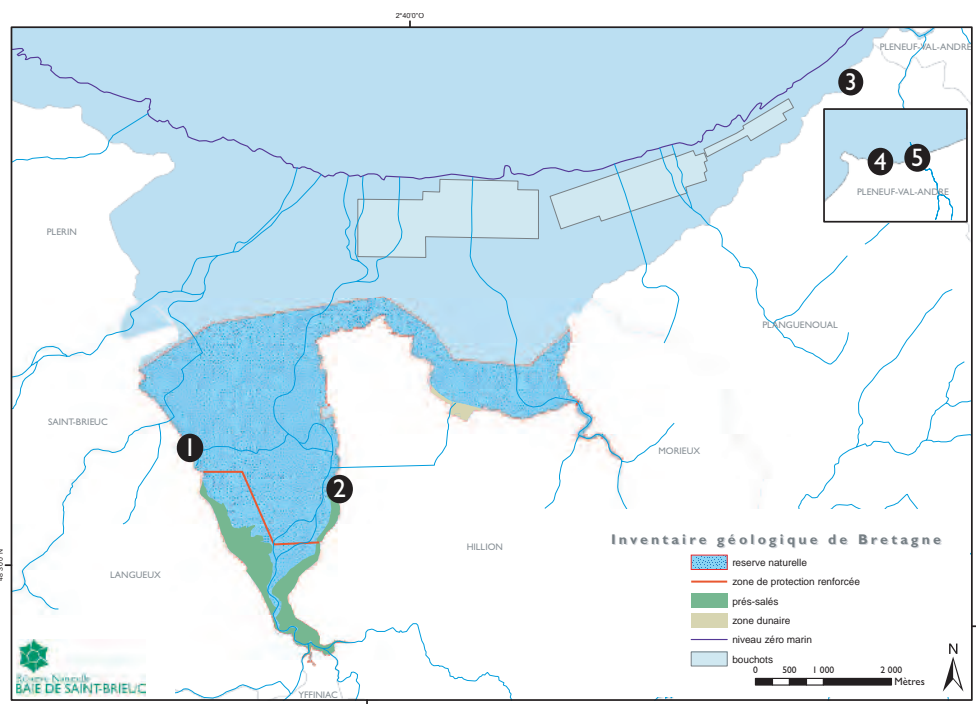 2°40'0"O
PLENEUF-VAL-ANDRE
3
4
5
PLENEUF-VAL-ANDRE
PLERIN
PLANGUENOUAL
SAINT-BRIEUC
1
MORIEUX
2
HILLION
LANGUEUX
YFFINIAC
Inventaire géologique de Bretagne
reserve naturelle
zone de protection renforcée
prés-salés
zone dunaire
niveau zéro marin
bouchots
N
0 500 1 000 2 000
Mètres
Réserve Naturelle
BAIE DE SAINT-BRIEUC